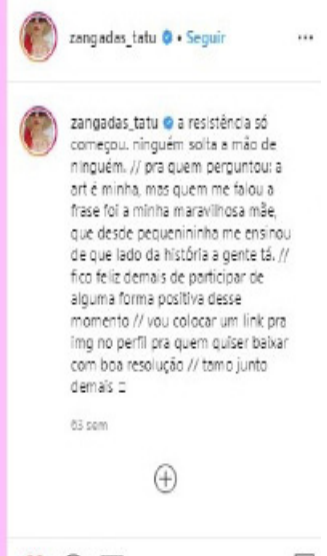 zangadas_tatu • Seguir
zangadas_tatu a resistência só
começou. ninguém solta a mão de
ninguém. // pra quem perguntou: a
art é minha, mas quem me falou a
frase foi a minha maravilhosa mãe,
que desde pequenininha me ensinou
de que lado da história a gente tá. //
fico feliz demais de participar de
alguma forma positiva desse
momento // vou colocar um link pra
img no perfil pra quem quiser baixar
com boa resolução // tamo junto
demais
63 sem